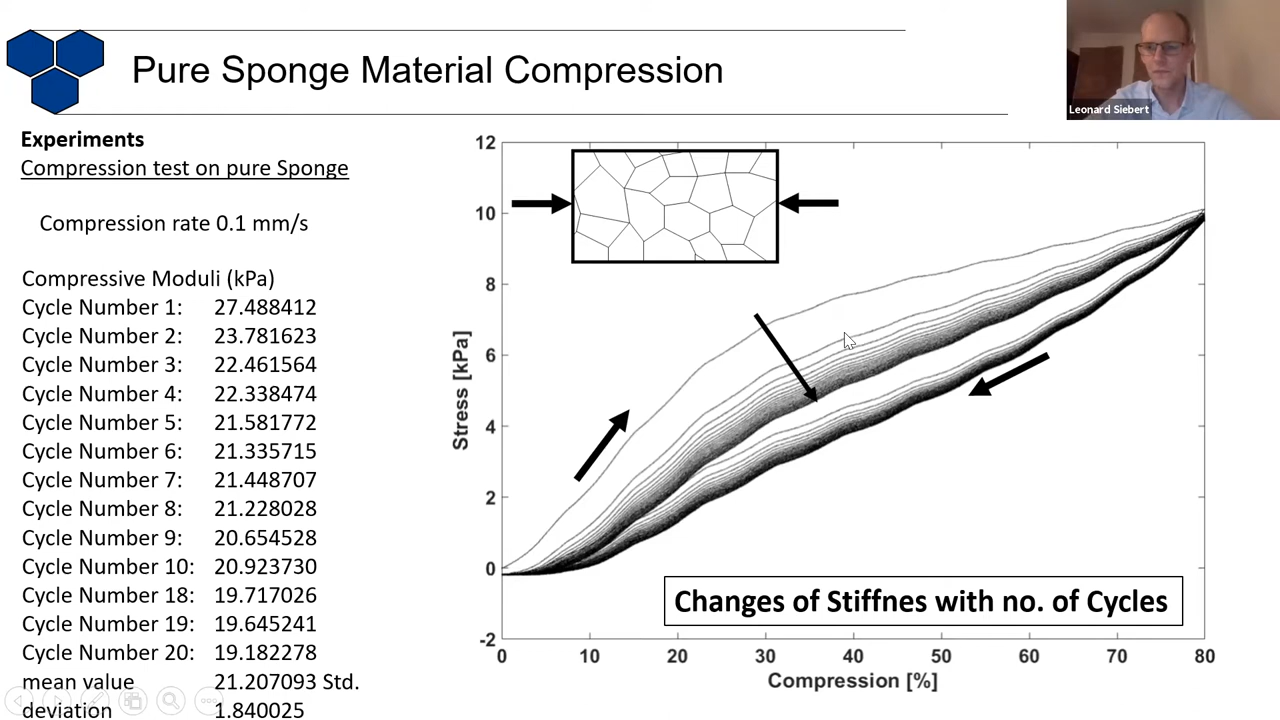 Pure Sponge Material Compression
Leonard Siebert
Experiments
Compression test on pure Sponge
Compression rate 0.1 mm/s
Compressive Moduli (kPa)
Cycle Number 1: 27.488412
Cycle Number 2: 23.781623
Cycle Number 3: 22.461564
Cycle Number 4: 22.338474
Cycle Number 5: 21.581772
Cycle Number 6: 21.335715
Cycle Number 7: 21.448707
Cycle Number 8: 21.228028
Cycle Number 9: 20.654528
Cycle Number 10: 20.923730
Cycle Number 18: 19.717026
Cycle Number 19: 19.645241
Cycle Number 20: 19.182278
mean value 21.207093 Std.
deviation 1.840025
12
10
8
6
4
2
0
-2
Stress [kPa]
Changes of Stiffnes with no. of Cycles
0 10 20 30 40 50 60 70 80
Compression [%]